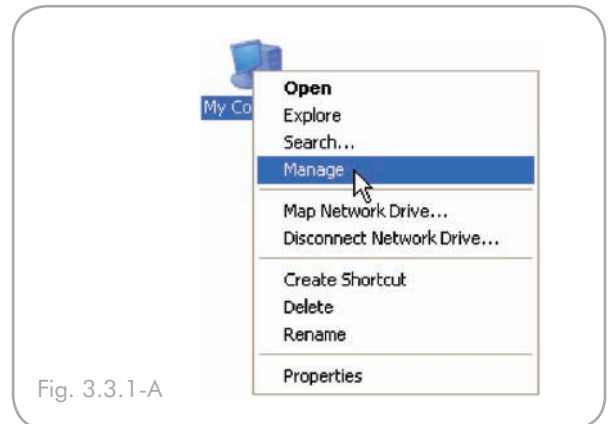 My Co
Open
Explore
Search...
Manage
Map Network Drive...
Disconnect Network Drive...
Create Shortcut
Delete
Rename
Properties
Fig. 3.3.1-A